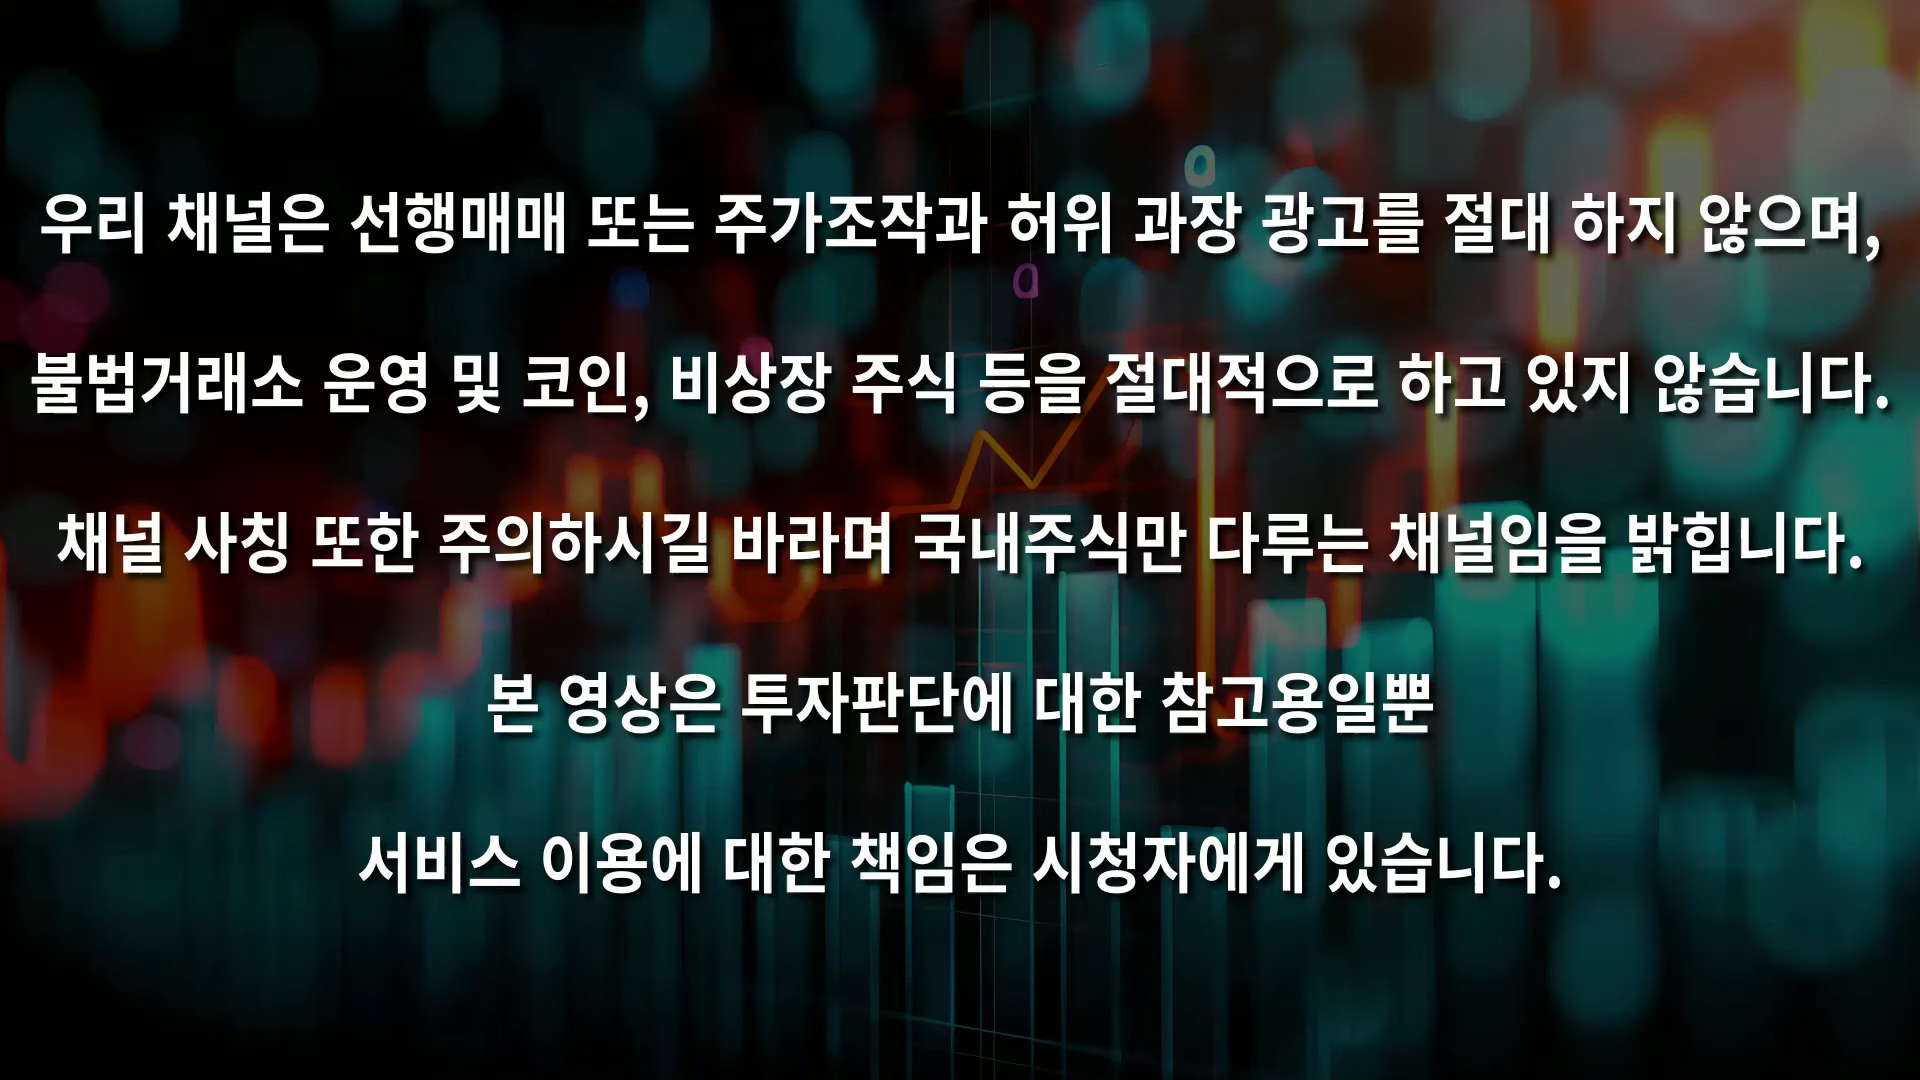 우리 채널은 선행매매 또는 주가조작과 허위 과장 광고를 절대 하지 않으며,
불법거래소 운영 및 코인, 비상장 주식 등을 절대적으로 하고 있지 않습니다.
채널 사칭 또한 주의하시길 바라며 국내주식만 다루는 채널임을 밝힙니다.
본 영상은 투자판단에 대한 참고용일뿐
서비스 이용에 대한 책임은 시청자에게 있습니다.